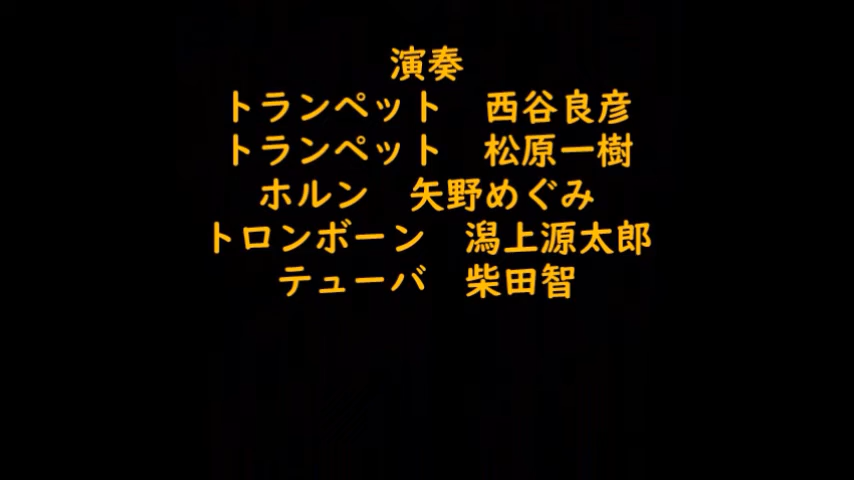 演奏
トランペット　西谷良彦
トランペット　松原一樹
ホルン　矢野めぐみ
トロンボーン　潟上源太郎
テューバ　柴田智